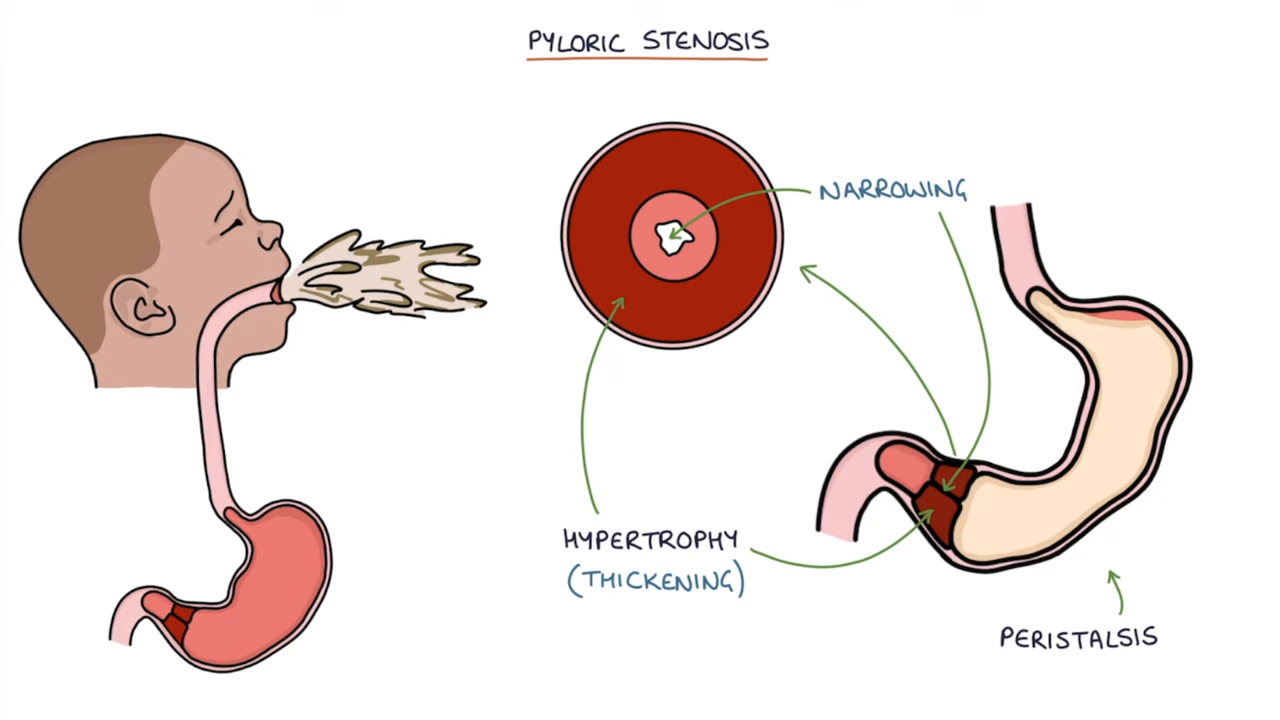 PYLORIC STENOSIS
NARROWING
HYPERTROPHY
(THICKENING)
PERISTALSIS